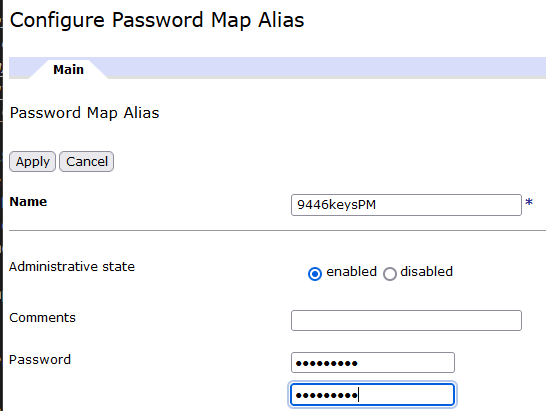 Configure Password Map Alias
Main
Password Map Alias
Apply Cancel
Name 9446keysPM *
Administrative state enabled disabled
Comments
Password •••••••••
•••••••••